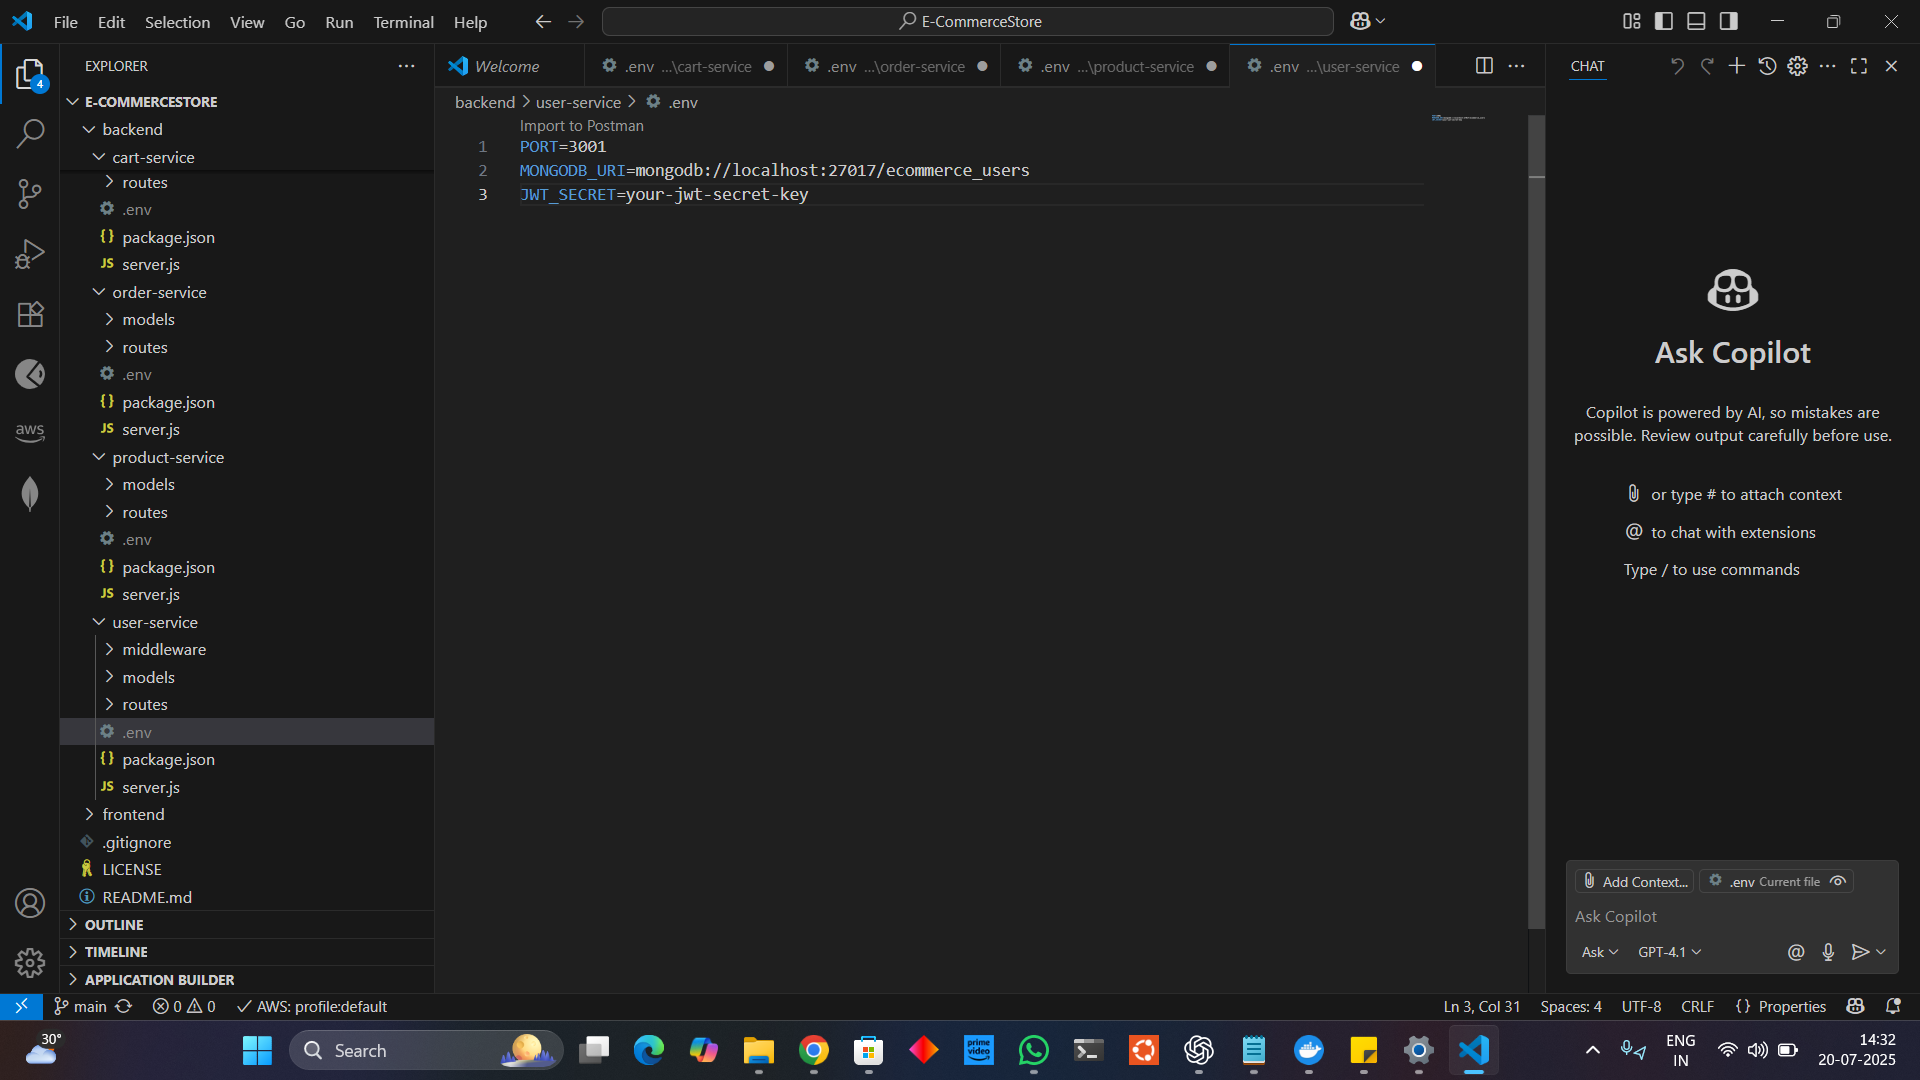 File Edit Selection View Go Run Terminal Help
E-CommerceStore
EXPLORER
4
E-COMMERCESTORE
backend
cart-service
routes
.env
package.json
server.js
order-service
models
routes
.env
package.json
server.js
product-service
models
routes
.env
package.json
server.js
user-service
middleware
models
routes
.env
package.json
server.js
frontend
.gitignore
LICENSE
README.md
OUTLINE
TIMELINE
APPLICATION BUILDER
aws
Welcome .env ...\cart-service .env ...\order-service .env ...\product-service .env ...\user-service
backend > user-service > .env
Import to Postman
1 PORT=3001
2 MONGODB_URI=mongodb://localhost:27017/ecommerce_users
3 JWT_SECRET=your-jwt-secret-key
CHAT
Ask Copilot
Copilot is powered by AI, so mistakes are
possible. Review output carefully before use.
or type # to attach context
@ to chat with extensions
Type / to use commands
Add Context... .env Current file
Ask Copilot
Ask GPT-4.1 @
main 0 0 AWS: profile:default Ln 3, Col 31 Spaces: 4 UTF-8 CRLF {} Properties
30° Search prime video ENG IN 14:32
20-07-2025